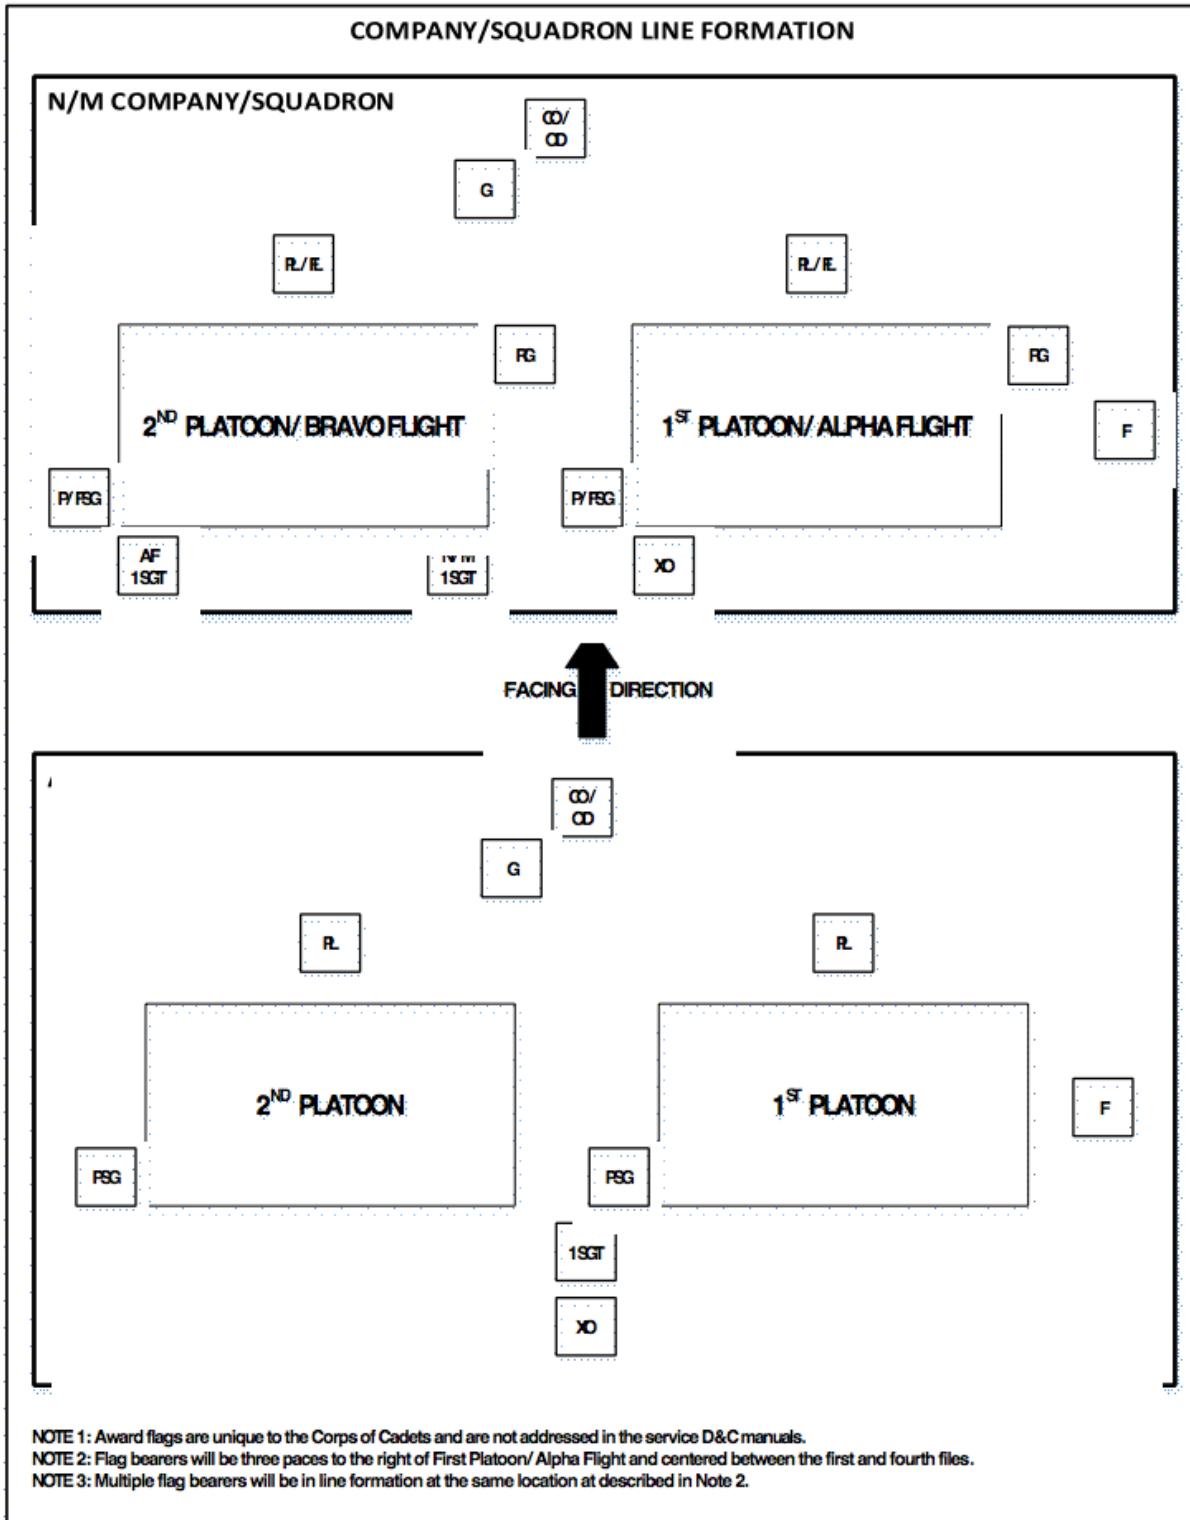 COMPANY/SQUADRON LINE FORMATION
N/M COMPANY/SQUADRON
CO/
CD
G
PL/FL
PL/FL
RG
RG
2ND PLATOON/BRAVO FLIGHT
1ST PLATOON/ALPHA FLIGHT
F
P/FSG
P/FSG
AF
1SGT
N/M
1SGT
XO
FACING DIRECTION
CO/
CD
G
PL
PL
2ND PLATOON
1ST PLATOON
F
PSG
PSG
1SGT
XO
NOTE 1: Award flags are unique to the Corps of Cadets and are not addressed in the service D&C manuals.
NOTE 2: Flag bearers will be three paces to the right of First Platoon/Alpha Flight and centered between the first and fourth files.
NOTE 3: Multiple flag bearers will be in line formation at the same location at described in Note 2.